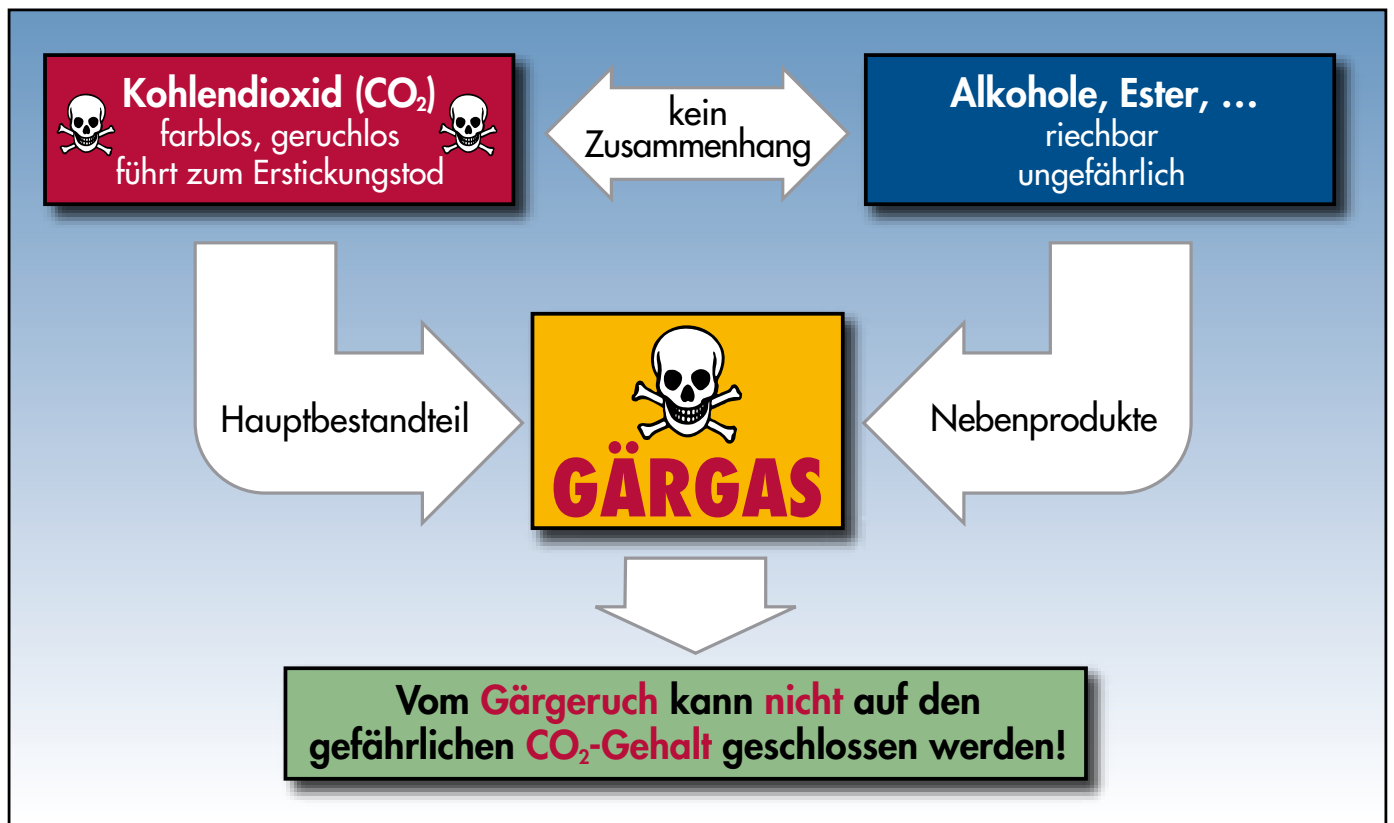 Kohlendioxid (CO₂)
farblos, geruchlos
führt zum Erstickungstod
kein
Zusammenhang
Alkohole, Ester, ...
riechbar
ungefährlich
Hauptbestandteil
GÄRGAS
Nebenprodukte
Vom Gärgeruch kann nicht auf den
gefährlichen CO₂-Gehalt geschlossen werden!